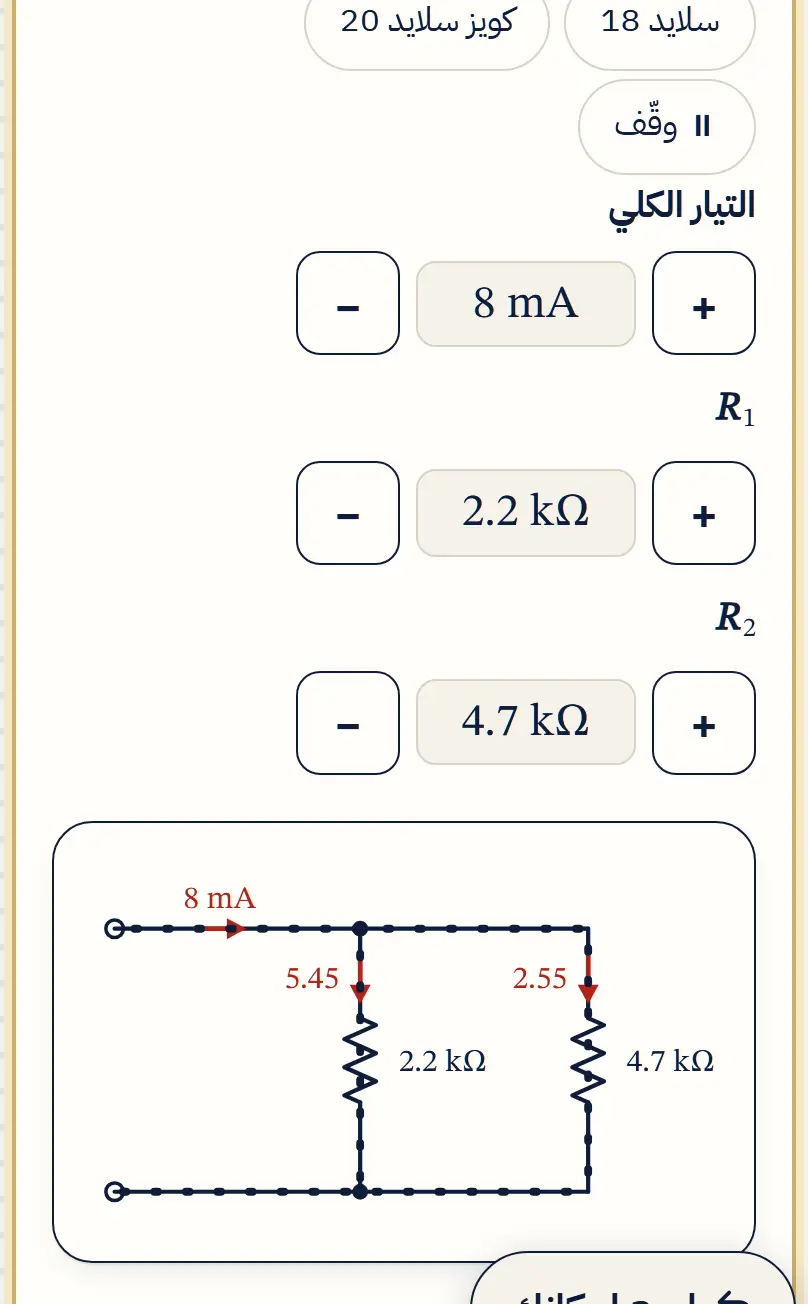 سلايد 18
كويز سلايد 20
وقّف
التيار الكلي
+ 8 mA −
R1
+ 2.2 kΩ −
R2
+ 4.7 kΩ −
8 mA
5.45
2.55
2.2 kΩ
4.7 kΩ